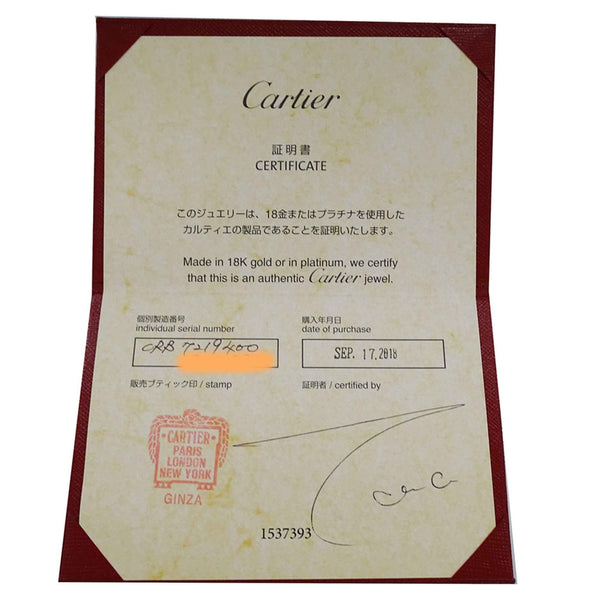 Cartier
証明書
CERTIFICATE
このジュエリーは、18金またはプラチナを使用した
カルティエの製品であることを証明いたします。
Made in 18K gold or in platinum, we certify
that this is an authentic Cartier jewel.
個別製造番号
individual serial number
CRB 7219400
購入年月日
date of purchase
SEP. 17.2018
販売ブティック印 / stamp
証明者 / certified by
CARTIER
PARIS
LONDON
NEW YORK
GINZA
1537393